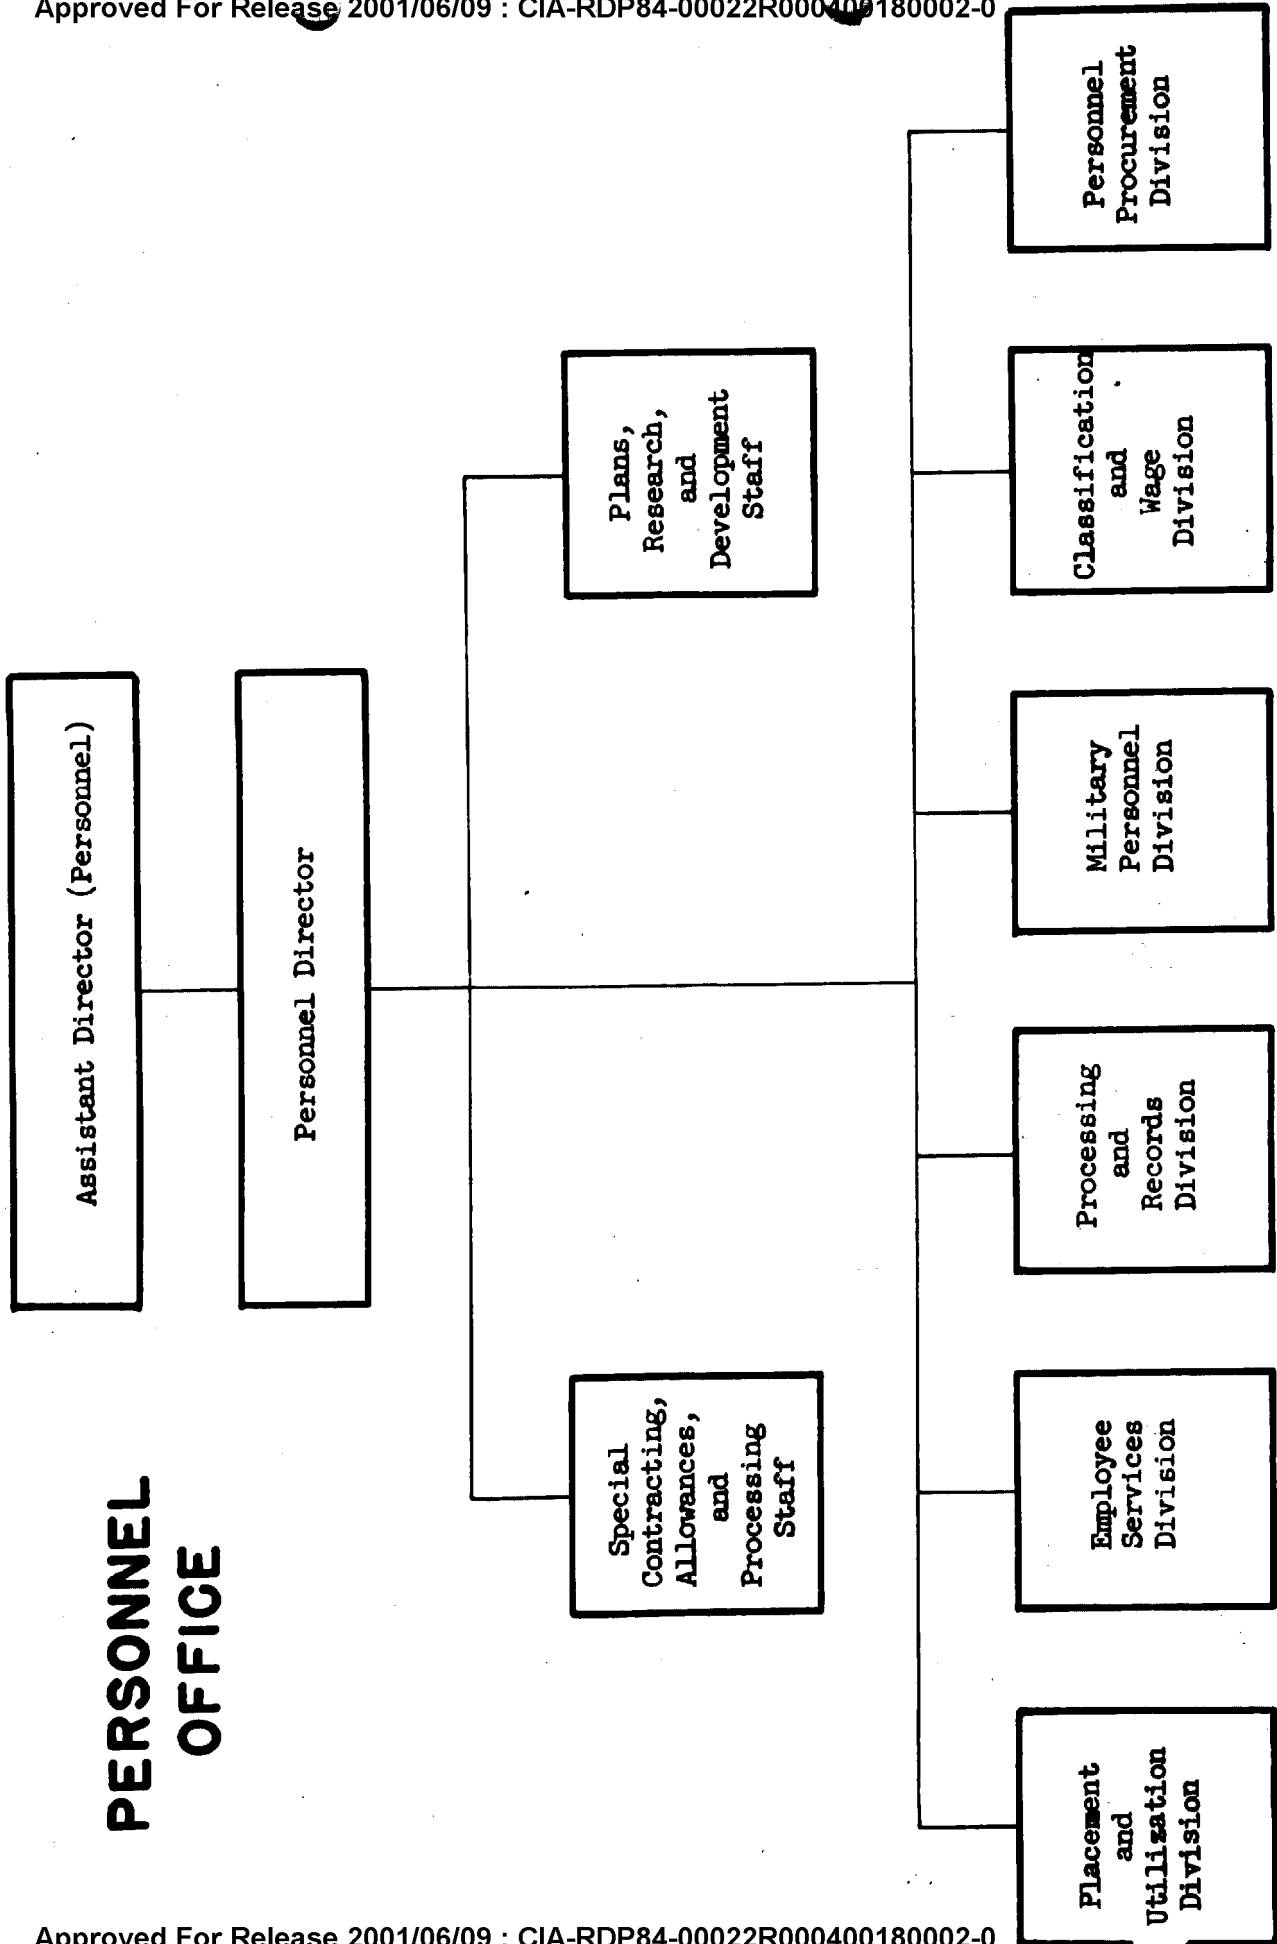 Approved For Release 2001/06/09 : CIA-RDP84-00022R000400180002-0
PERSONNEL
OFFICE
Assistant Director (Personnel)
Personnel Director
Special
Contracting,
Allowances,
and
Processing
Staff
Plans,
Research,
and
Development
Staff
Placement
and
Utilization
Division
Employee
Services
Division
Processing
and
Records
Division
Military
Personnel
Division
Classification
and
Wage
Division
Personnel
Procurement
Division
Approved For Release 2001/06/09 : CIA-RDP84-00022R000400180002-0